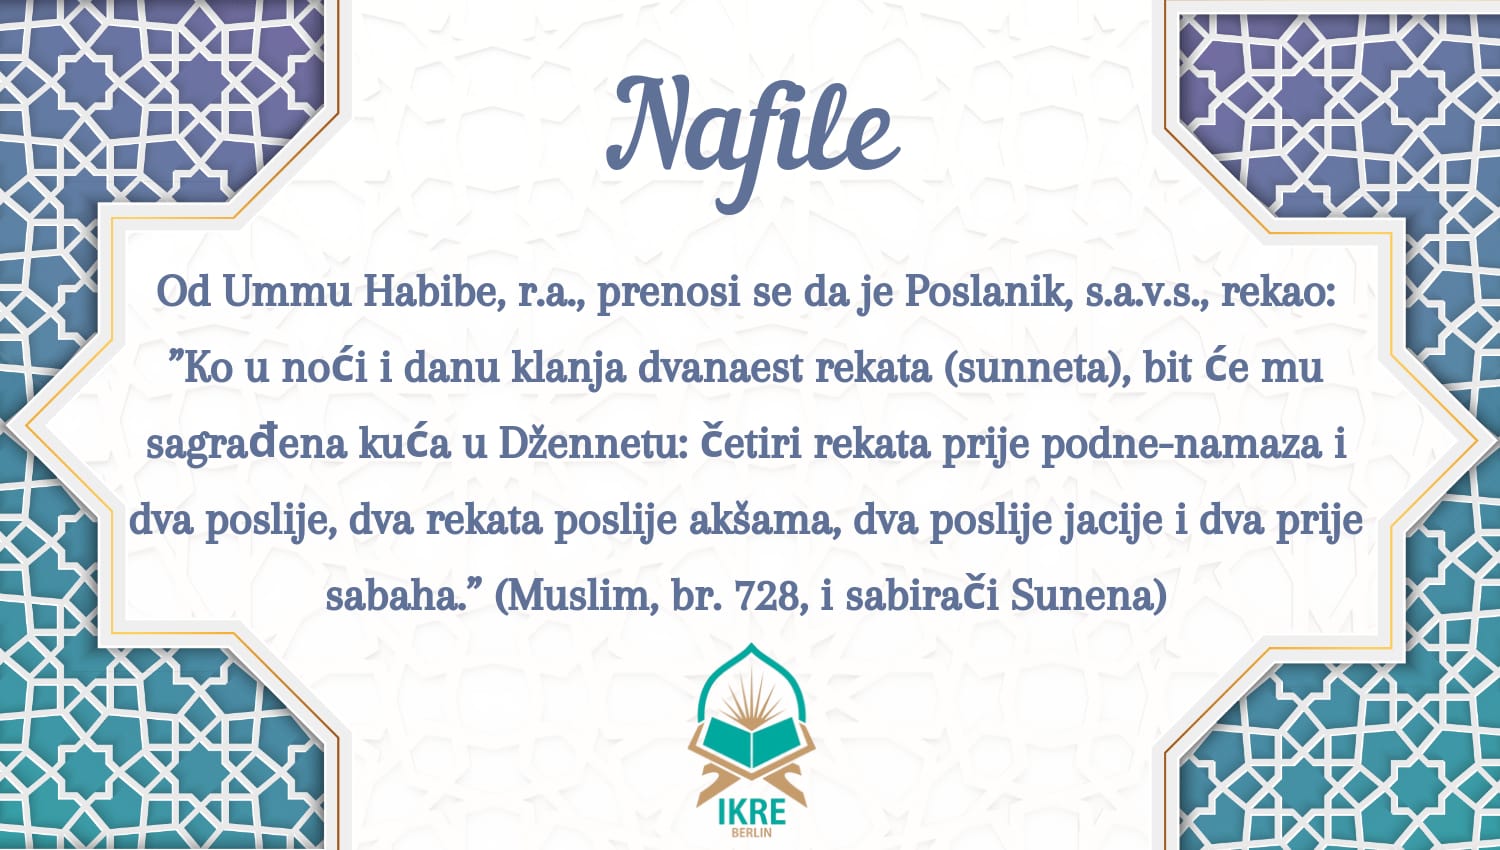 Nafile
Od Ummu Habibe, r.a., prenosi se da je Poslanik, s.a.v.s., rekao:
”Ko u noći i danu klanja dvanaest rekata (sunneta), bit će mu
sagrađena kuća u Džennetu: četiri rekata prije podne-namaza i
dva poslije, dva rekata poslije akšama, dva poslije jacije i dva prije
sabaha.” (Muslim, br. 728, i sabirači Sunena)
IKRE
BERLIN